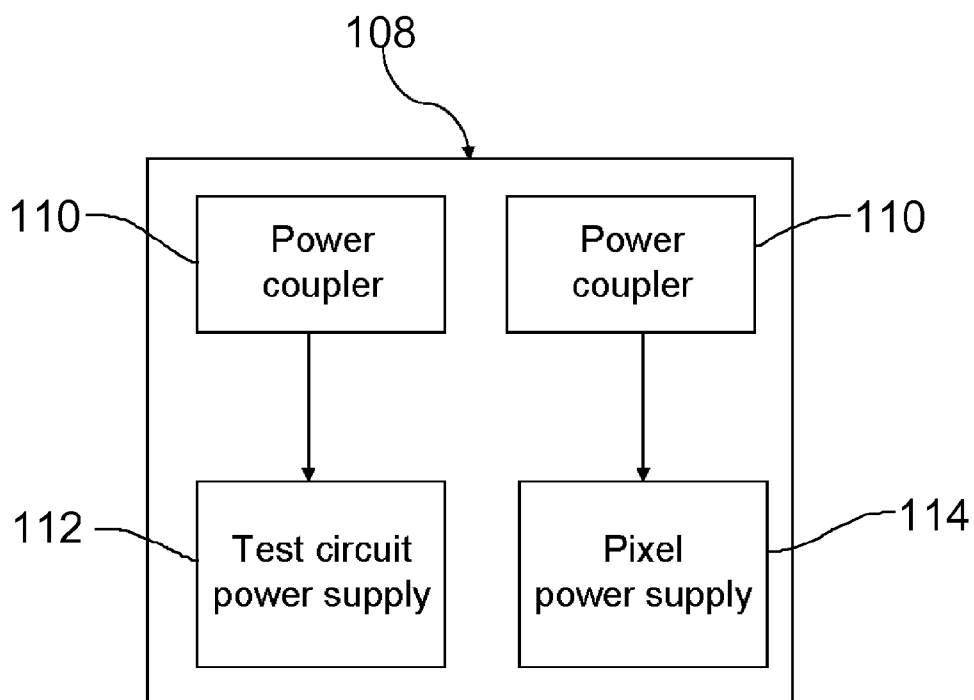 108
110
Power
coupler
Power
coupler
110
112
Test circuit
power supply
Pixel
power supply
114